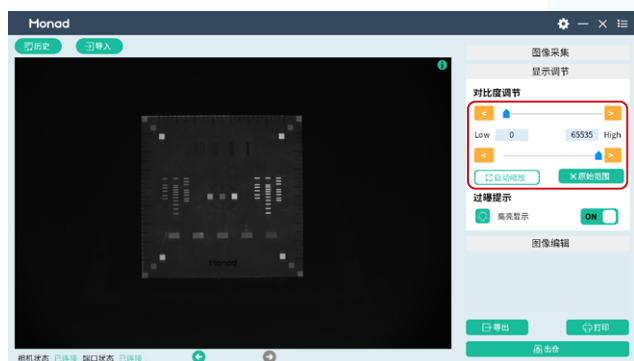 Monad
历史 导入
图像采集
显示调节
对比度调节
Low 0 65535 High
自动缩放 原始范围
过曝提示
高亮显示 ON
图像编辑
Monad
导出 打印
出仓
相机状态 已连接 端口状态 已连接